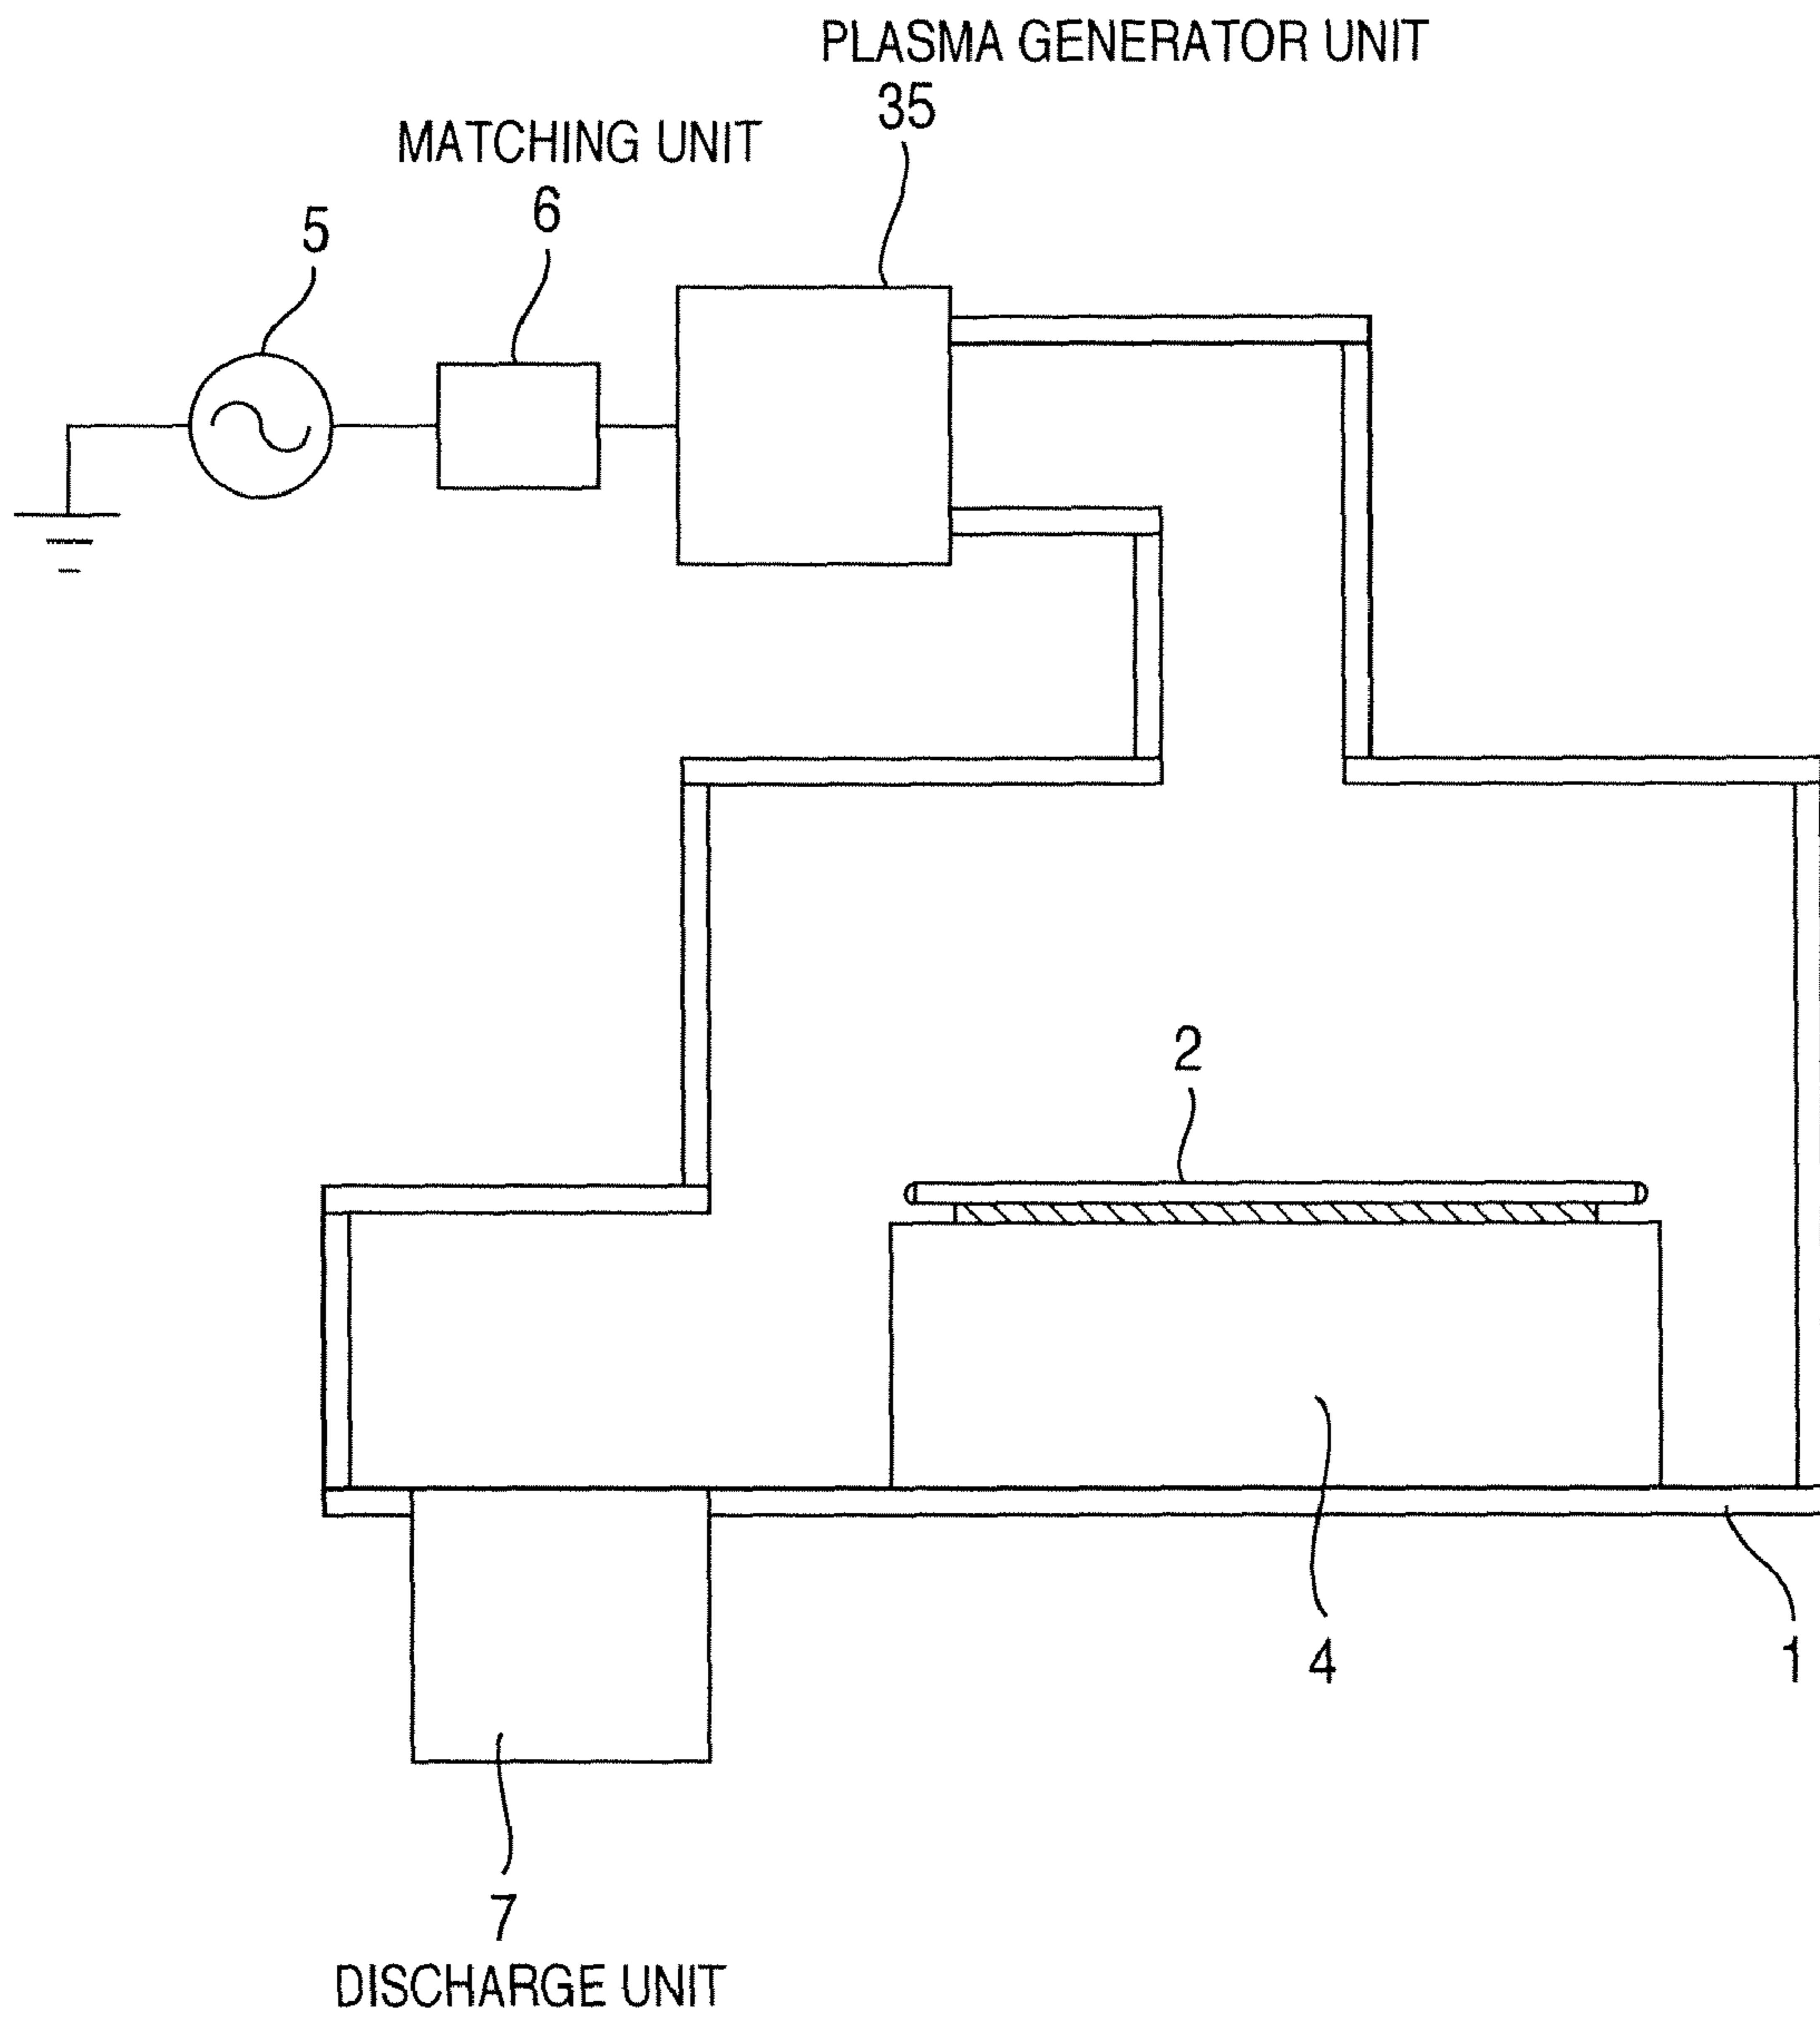 PLASMA GENERATOR UNIT
35
MATCHING UNIT
6
5
2
4
1
7
DISCHARGE UNIT